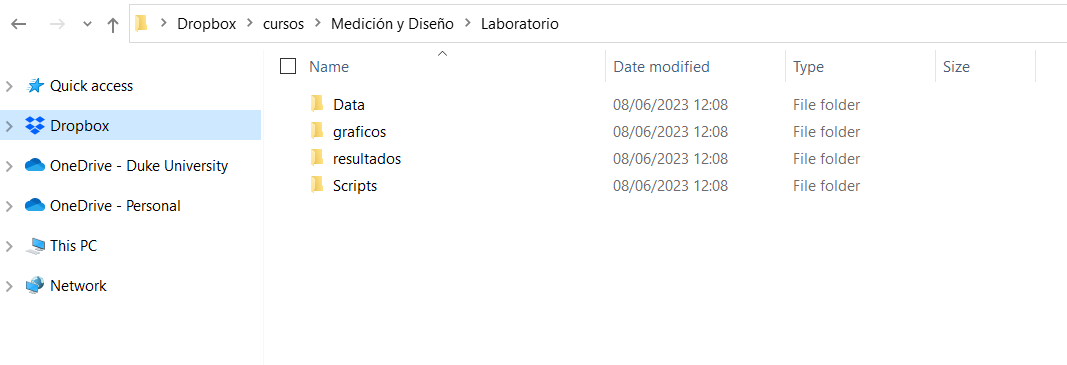 Dropbox > cursos > Medición y Diseño > Laboratorio
Name Date modified Type Size
Quick access
Dropbox
OneDrive - Duke University
OneDrive - Personal
This PC
Network
Data 08/06/2023 12:08 File folder
graficos 08/06/2023 12:08 File folder
resultados 08/06/2023 12:08 File folder
Scripts 08/06/2023 12:08 File folder